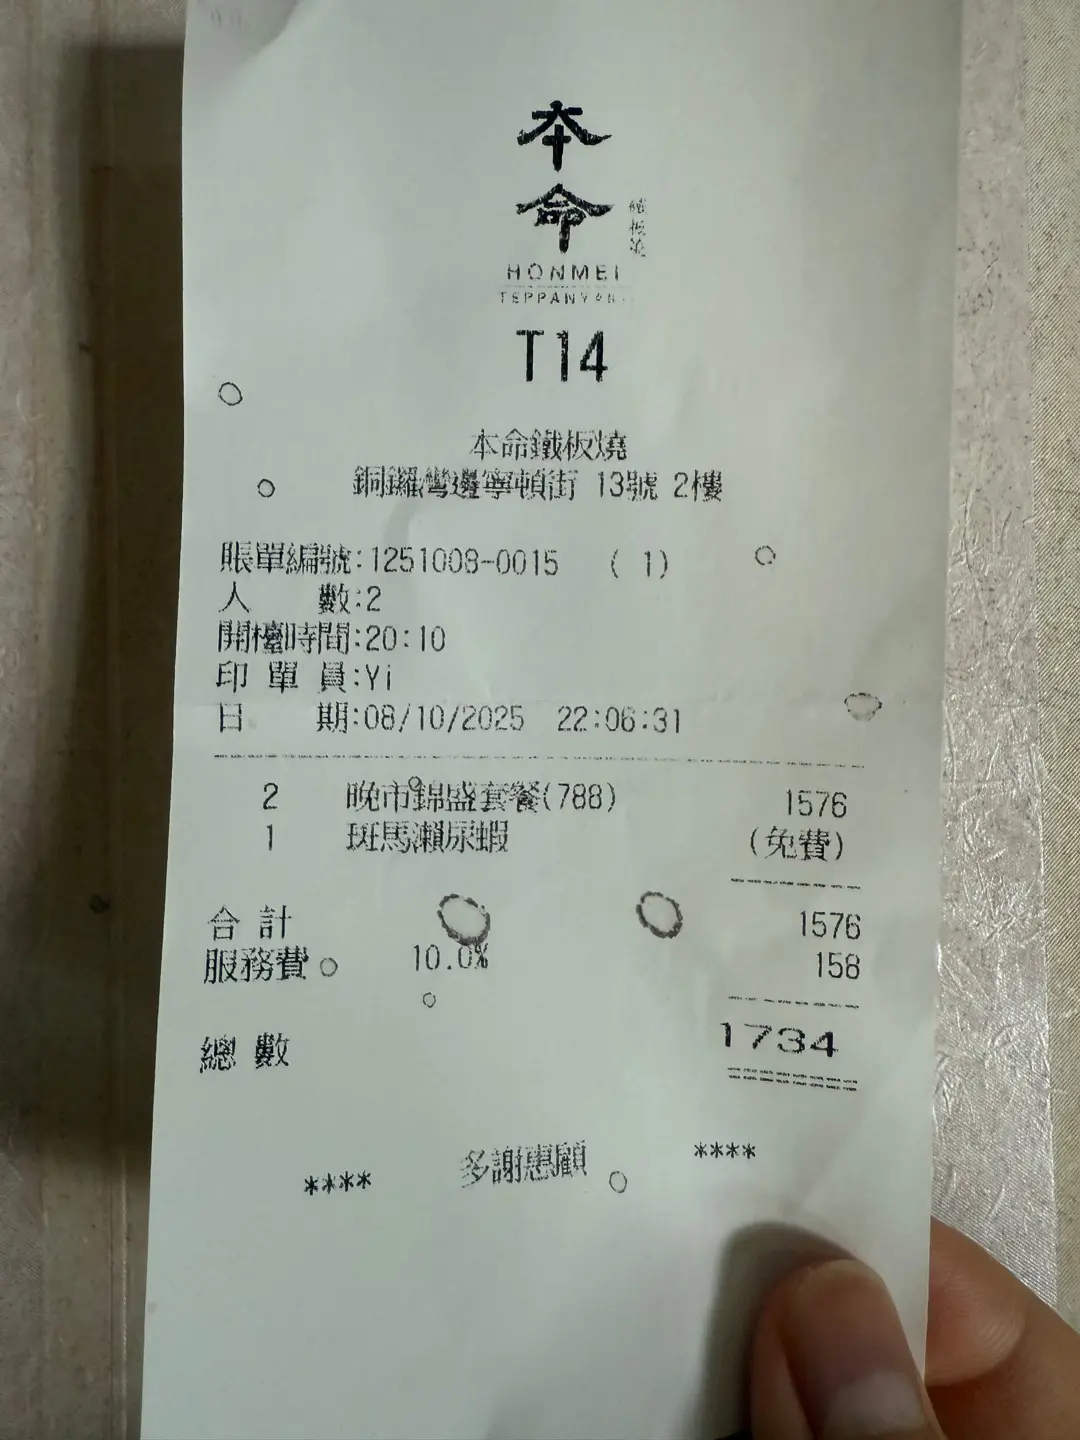 本命
鐵板燒
HONMEI
TEPPANYAKI
T14
本命鐵板燒
銅鑼灣邊寧頓街 13號 2樓
賬單編號:1251008-0015 ( 1)
人 數:2
開檯時間:20:10
印 單 員:Yi
日 期:08/10/2025 22:06:31
2 晚市錦盛套餐(788) 1576
1 斑馬瀨尿蝦 (免費)
合 計 1576
服務費 10.0% 158
總 數 1734
**** 多謝惠顧 ****